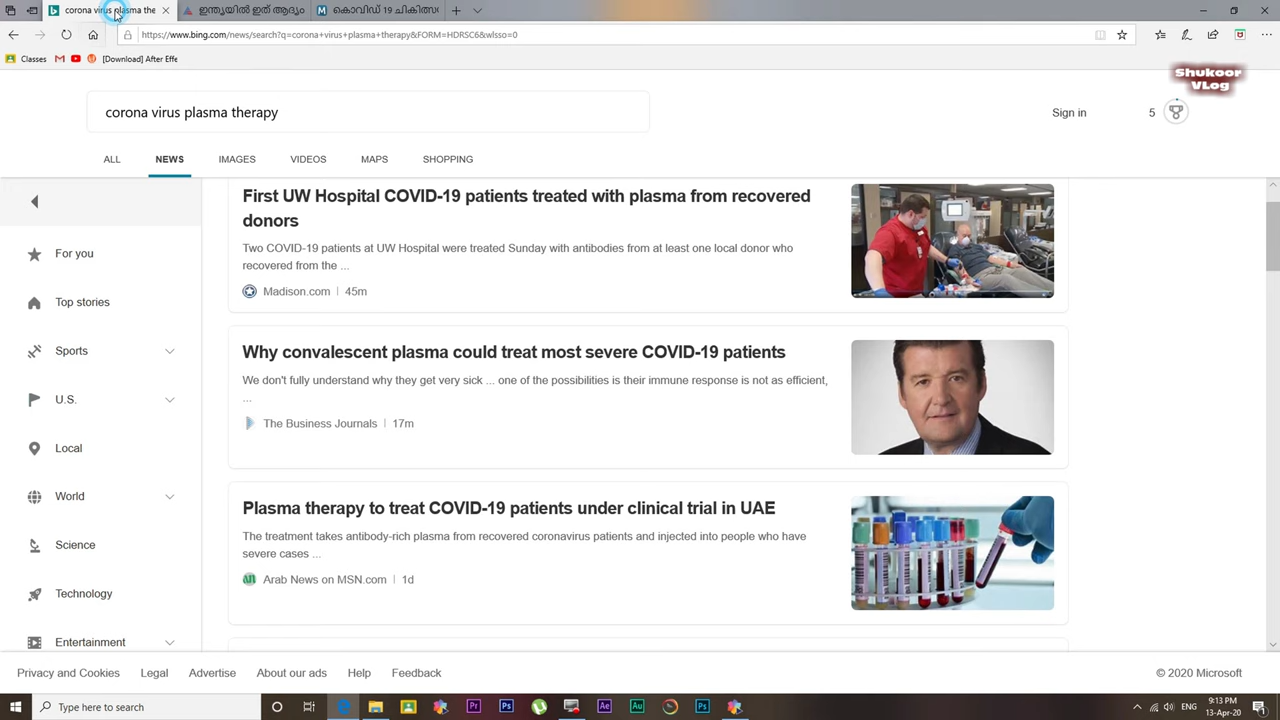 corona virus plasma the
ഇന്ത്യയിൽ ഇത് ആദ്യം
കൊവിഡ് 19 ചികിത്സ
https://www.bing.com/news/search?q=corona+virus+plasma+therapy&FORM=HDRSC6&wlsso=0
Classes
[Download] After Effe
Shukoor
VLog
corona virus plasma therapy
Sign in
5
ALL
NEWS
IMAGES
VIDEOS
MAPS
SHOPPING
For you
Top stories
Sports
U.S.
Local
World
Science
Technology
Entertainment
First UW Hospital COVID-19 patients treated with plasma from recovered
donors
Two COVID-19 patients at UW Hospital were treated Sunday with antibodies from at least one local donor who
recovered from the ...
Madison.com | 45m
Why convalescent plasma could treat most severe COVID-19 patients
We don't fully understand why they get very sick ... one of the possibilities is their immune response is not as efficient,
...
The Business Journals | 17m
Plasma therapy to treat COVID-19 patients under clinical trial in UAE
The treatment takes antibody-rich plasma from recovered coronavirus patients and injected into people who have
severe cases ...
Arab News on MSN.com | 1d
Privacy and Cookies
Legal
Advertise
About our ads
Help
Feedback
© 2020 Microsoft
Type here to search
Pr
Ps
Ae
Au
Ps
ENG
9:13 PM
13-Apr-20